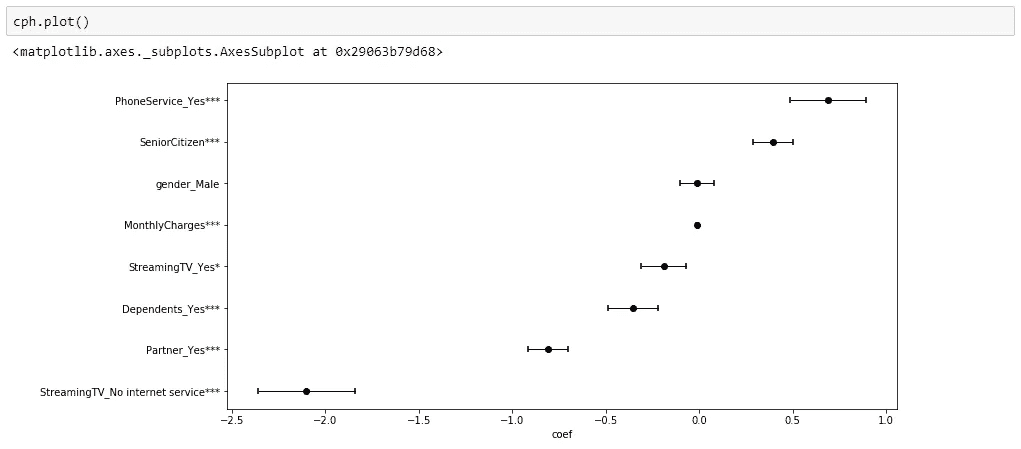 cph.plot()
<matplotlib.axes._subplots.AxesSubplot at 0x29063b79d68>
PhoneService_Yes***
SeniorCitizen***
gender_Male
MonthlyCharges***
StreamingTV_Yes*
Dependents_Yes***
Partner_Yes***
StreamingTV_No internet service***
−2.5 −2.0 −1.5 −1.0 −0.5 0.0 0.5 1.0
coef